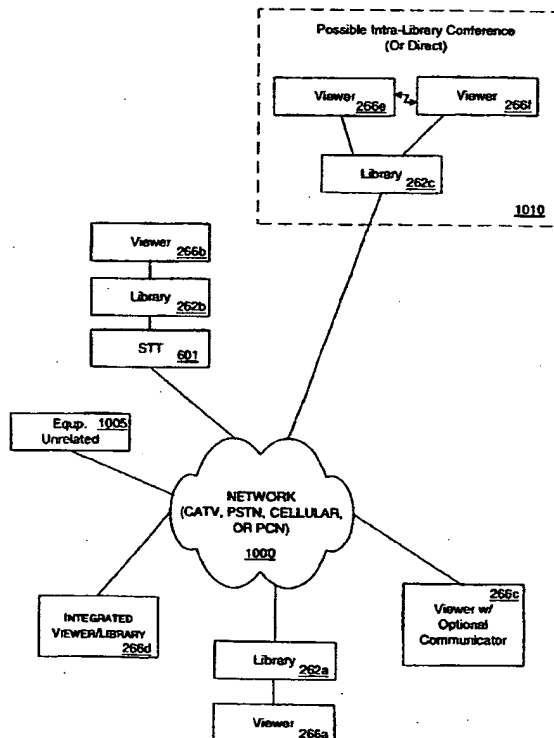 Possible Intra-Library Conference
(Or Direct)
Viewer
266e
Viewer
266f
Library
262c
1010
Viewer
266b
Library
262b
STT
601
Equp.
1005
Unrelated
NETWORK
(CATV, PSTN, CELLULAR,
OR PCN)
1000
INTEGRATED
VIEWER/LIBRARY
266d
266c
Viewer w/
Optional
Communicator
Library
262a
Viewer
266a